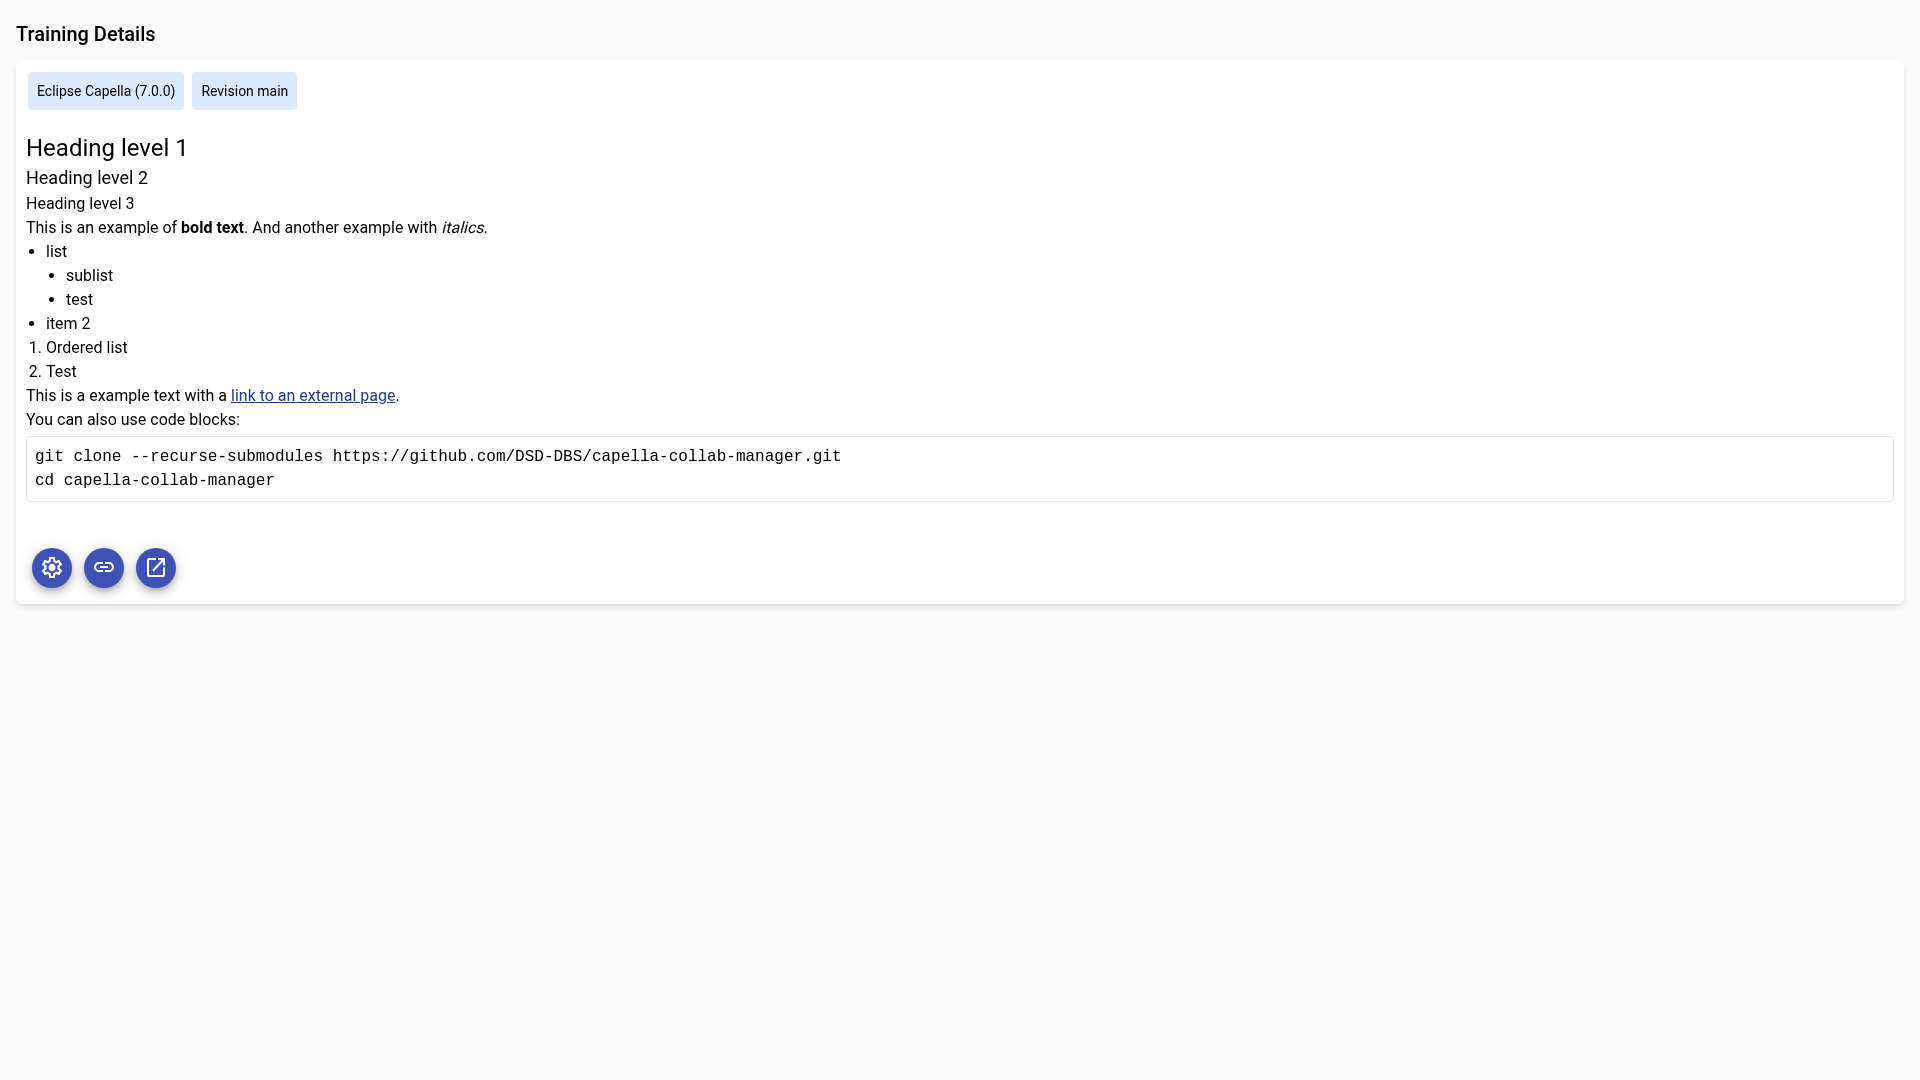 Training Details
Eclipse Capella (7.0.0) Revision main
Heading level 1
Heading level 2
Heading level 3
This is an example of bold text. And another example with italics.
• list
• sublist
• test
• item 2
1. Ordered list
2. Test
This is a example text with a link to an external page.
You can also use code blocks:
git clone --recurse-submodules https://github.com/DSD-DBS/capella-collab-manager.git
cd capella-collab-manager